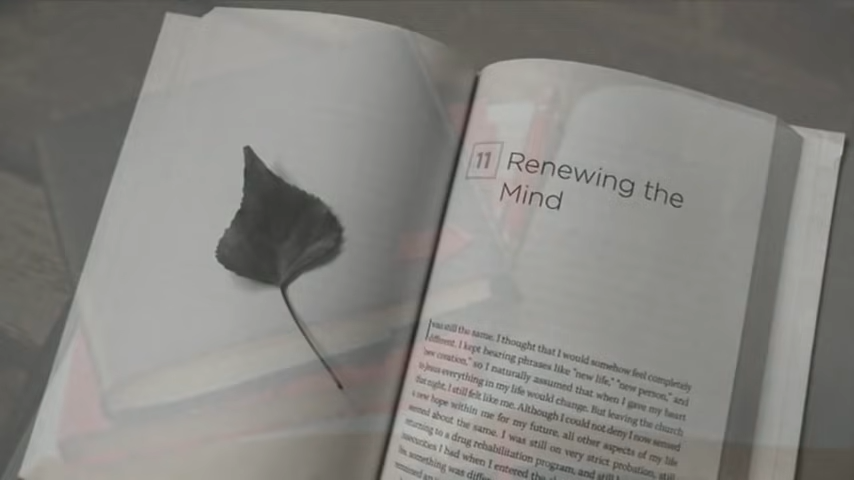 11 Renewing the
Mind
I was still the same. I thought that I would somehow feel completely
different. I kept hearing phrases like "new life," "new person," and
"new creation," so I naturally assumed that when I gave my heart
to Jesus everything in my life would change. But leaving the church
that night, I still felt like me. Although I could not deny I now sensed
a new hope within me for my future, all other aspects of my life
seemed about the same. I was still on very strict probation, still
returning to a drug rehabilitation program, and still
insecurities I had when I entered the
life, something was